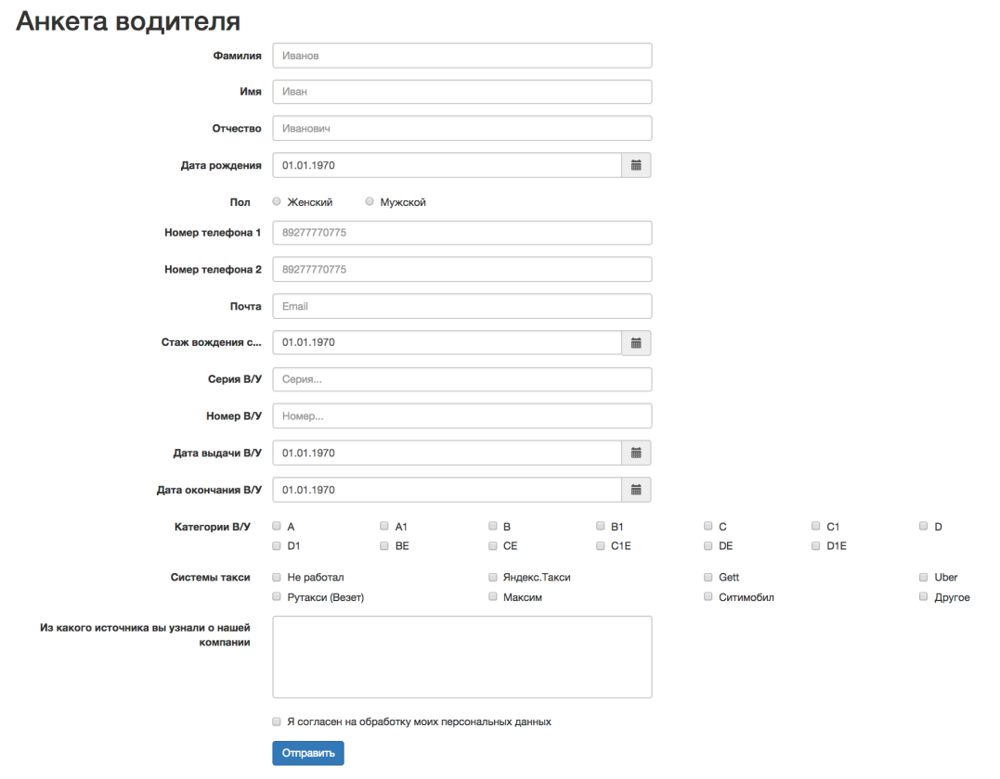 Анкета водителя
Фамилия Иванов
Имя Иван
Отчество Иванович
Дата рождения 01.01.1970
Пол Женский Мужской
Номер телефона 1 89277770775
Номер телефона 2 89277770775
Почта Email
Стаж вождения с... 01.01.1970
Серия В/У Серия...
Номер В/У Номер...
Дата выдачи В/У 01.01.1970
Дата окончания В/У 01.01.1970
Категории В/У A A1 B B1 C C1 D
D1 BE CE C1E DE D1E
Системы такси Не работал Яндекс.Такси Gett Uber
Рутакси (Везет) Максим Ситимобил Другое
Из какого источника вы узнали о нашей
компании
Я согласен на обработку моих персональных данных
Отправить